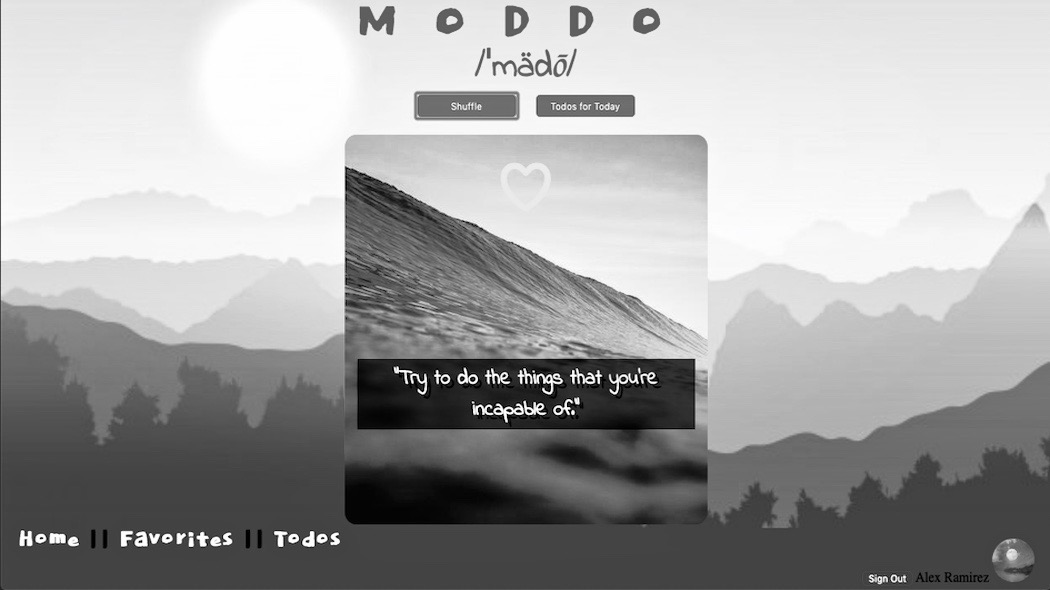 MODDO
/ˈmädō/
Shuffle
Todos for Today
"Try to do the things that you're
incapable of."
Home || Favorites || Todos
Sign Out Alex Ramirez